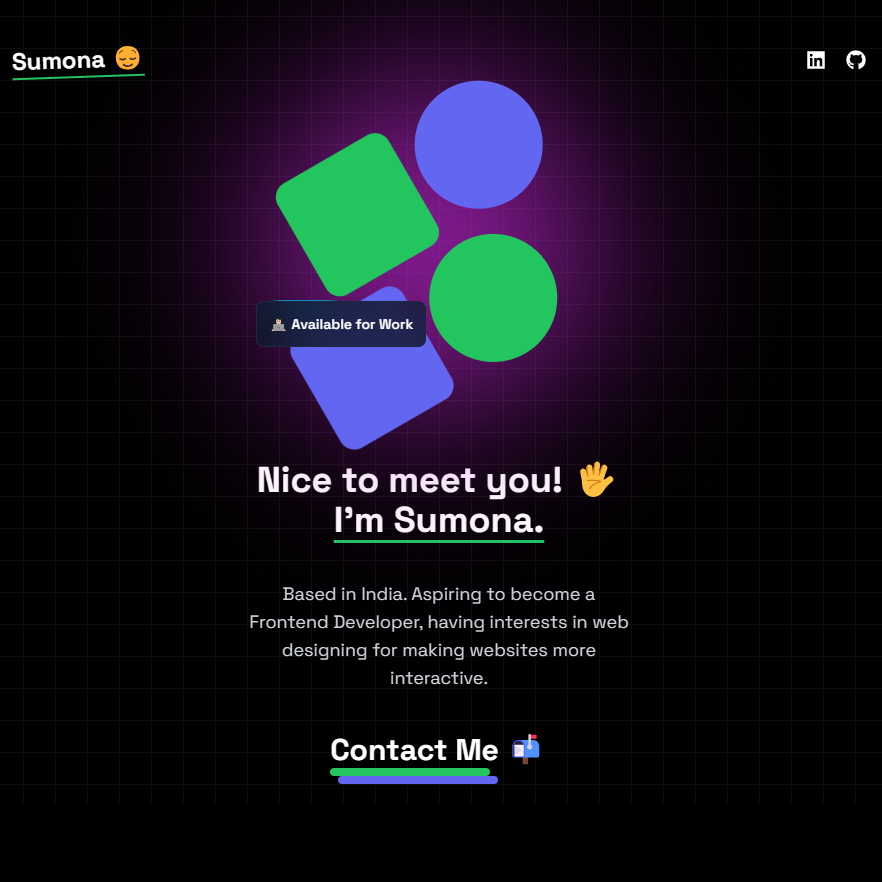 Sumona
Available for Work
Nice to meet you!
I'm Sumona.
Based in India. Aspiring to become a
Frontend Developer, having interests in web
designing for making websites more
interactive.
Contact Me